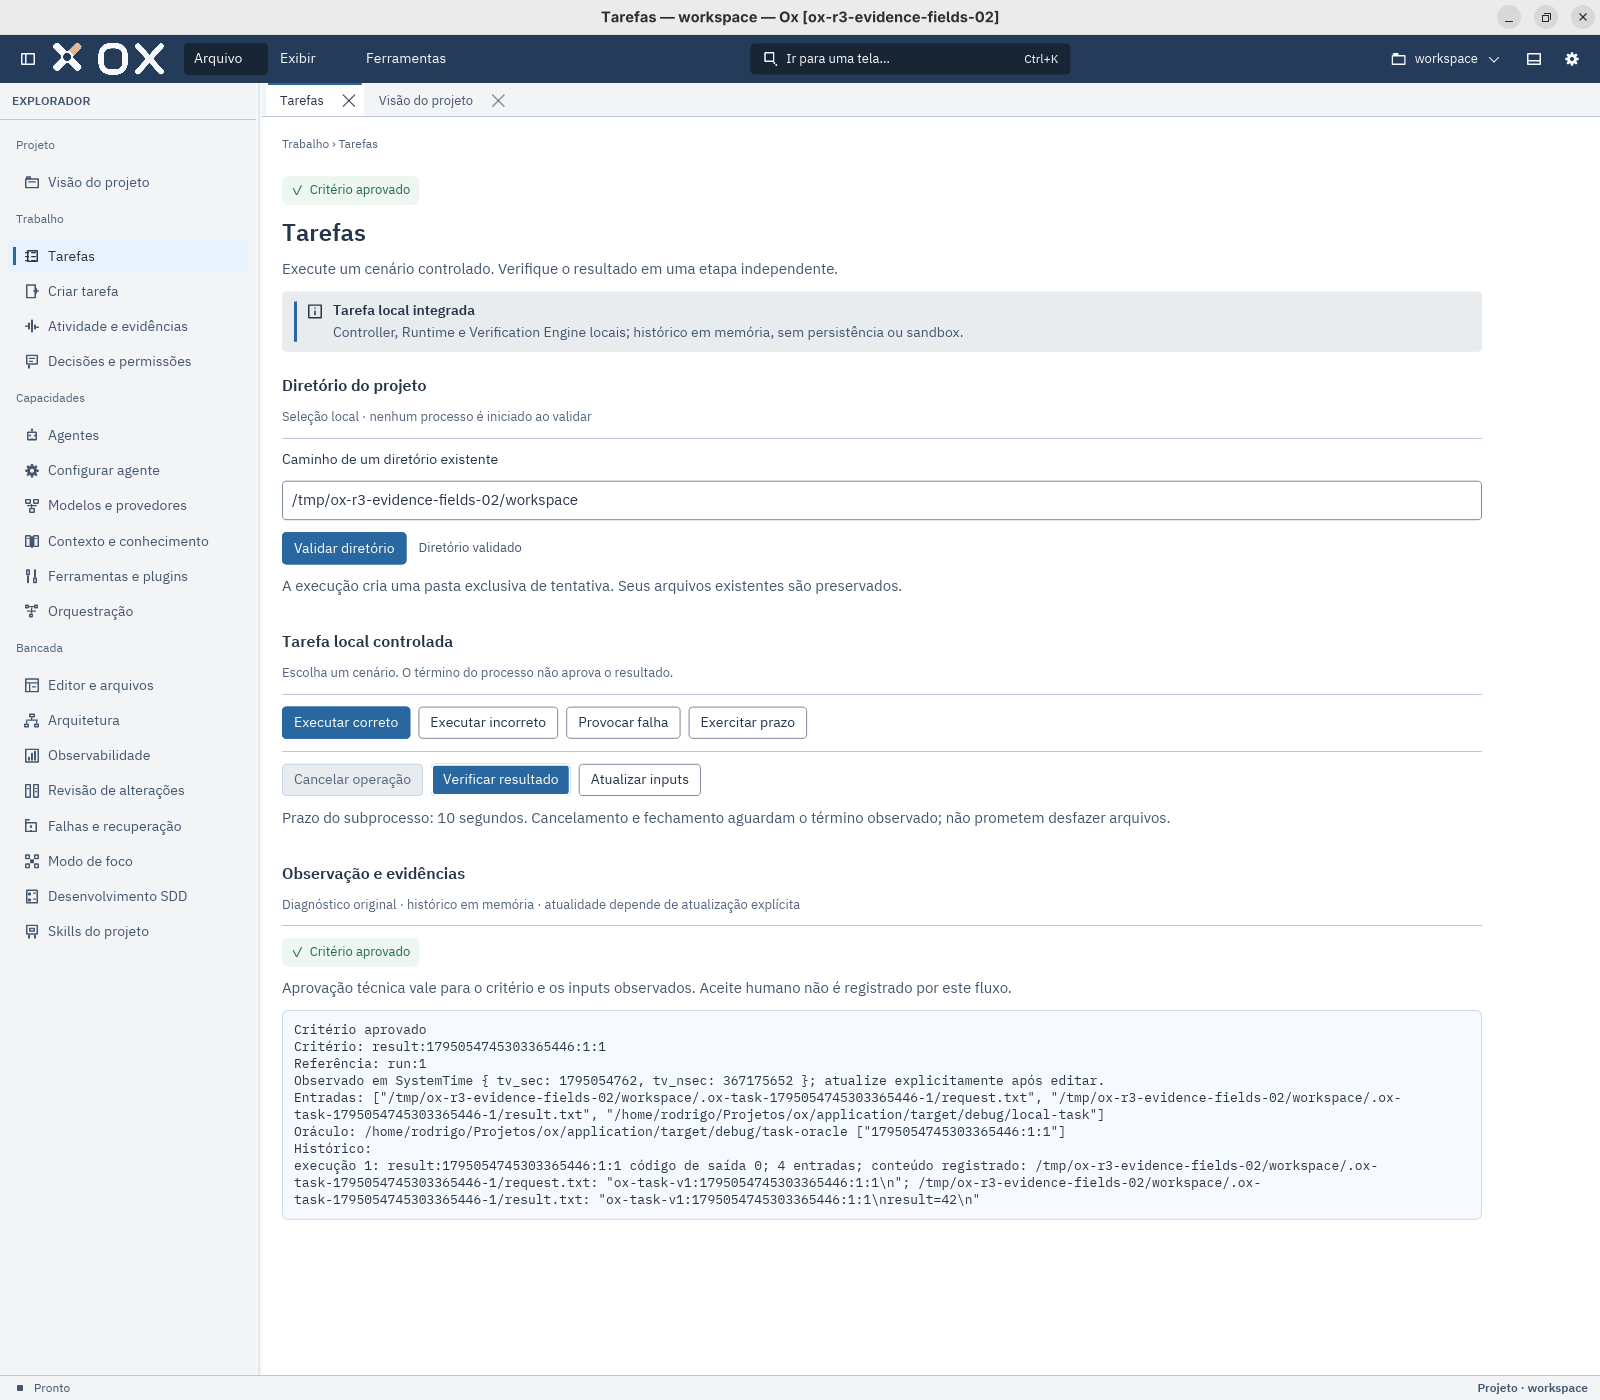 Tarefas — workspace — Ox [ox-r3-evidence-fields-02]
OX
Arquivo
Exibir
Ferramentas
Ir para uma tela...
Ctrl+K
workspace
EXPLORADOR
Projeto
Visão do projeto
Trabalho
Tarefas
Criar tarefa
Atividade e evidências
Decisões e permissões
Capacidades
Agentes
Configurar agente
Modelos e provedores
Contexto e conhecimento
Ferramentas e plugins
Orquestração
Bancada
Editor e arquivos
Arquitetura
Observabilidade
Revisão de alterações
Falhas e recuperação
Modo de foco
Desenvolvimento SDD
Skills do projeto
Tarefas
Visão do projeto
Trabalho › Tarefas
Critério aprovado
Tarefas
Execute um cenário controlado. Verifique o resultado em uma etapa independente.
Tarefa local integrada
Controller, Runtime e Verification Engine locais; histórico em memória, sem persistência ou sandbox.
Diretório do projeto
Seleção local · nenhum processo é iniciado ao validar
Caminho de um diretório existente
/tmp/ox-r3-evidence-fields-02/workspace
Validar diretório
Diretório validado
A execução cria uma pasta exclusiva de tentativa. Seus arquivos existentes são preservados.
Tarefa local controlada
Escolha um cenário. O término do processo não aprova o resultado.
Executar correto
Executar incorreto
Provocar falha
Exercitar prazo
Cancelar operação
Verificar resultado
Atualizar inputs
Prazo do subprocesso: 10 segundos. Cancelamento e fechamento aguardam o término observado; não prometem desfazer arquivos.
Observação e evidências
Diagnóstico original · histórico em memória · atualidade depende de atualização explícita
Critério aprovado
Aprovação técnica vale para o critério e os inputs observados. Aceite humano não é registrado por este fluxo.
Critério aprovado
Critério: result:1795054745303365446:1:1
Referência: run:1
Observado em SystemTime { tv_sec: 1795054762, tv_nsec: 367175652 }; atualize explicitamente após editar.
Entradas: ["/tmp/ox-r3-evidence-fields-02/workspace/.ox-task-1795054745303365446-1/request.txt", "/tmp/ox-r3-evidence-fields-02/workspace/.ox-
task-1795054745303365446-1/result.txt", "/home/rodrigo/Projetos/ox/application/target/debug/local-task"]
Oráculo: /home/rodrigo/Projetos/ox/application/target/debug/task-oracle ["1795054745303365446:1:1"]
Histórico:
execução 1: result:1795054745303365446:1:1 código de saída 0; 4 entradas; conteúdo registrado: /tmp/ox-r3-evidence-fields-02/workspace/.ox-
task-1795054745303365446-1/request.txt: "ox-task-v1:1795054745303365446:1:1\n"; /tmp/ox-r3-evidence-fields-02/workspace/.ox-
task-1795054745303365446-1/result.txt: "ox-task-v1:1795054745303365446:1:1\nresult=42\n"
Pronto
Projeto · workspace